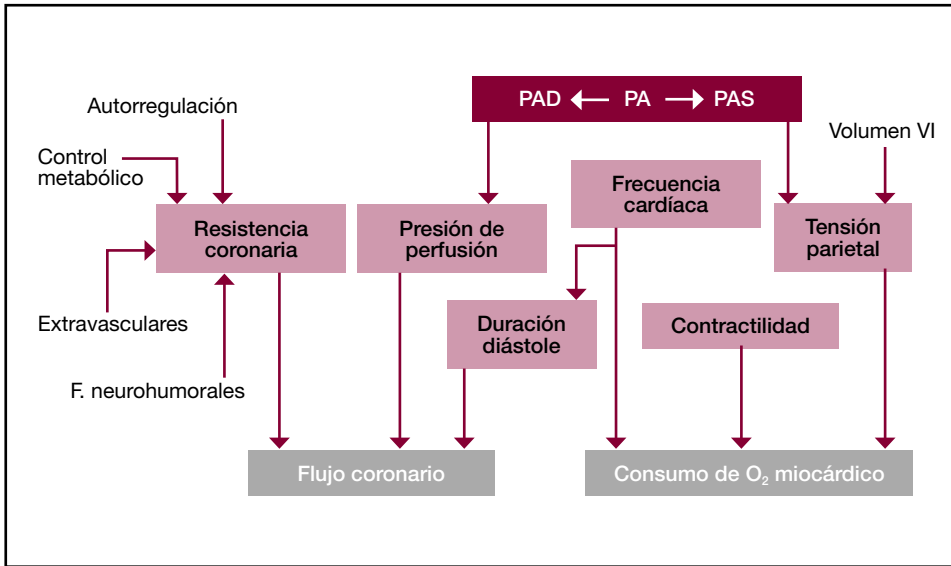 PAD PA PAS
Autorregulación
Volumen VI
Control
metabólico
Frecuencia
cardíaca
Resistencia
coronaria
Presión de
perfusión
Tensión
parietal
Extravasculares
Duración
diástole
Contractilidad
F. neurohumorales
Flujo coronario
Consumo de O₂ miocárdico